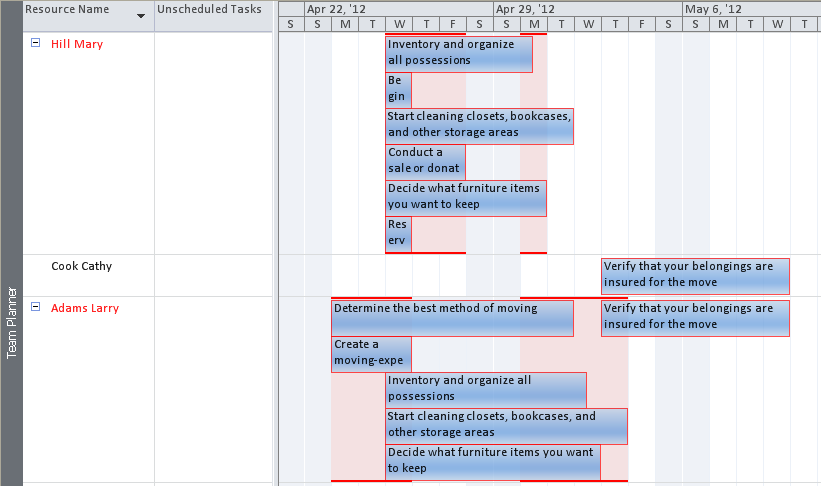 Resource Name
Unscheduled Tasks
Apr 22, '12
Apr 29, '12
May 6, '12
S S M T W T F S S M T W T F S S M T W T
Team Planner
Hill Mary
Inventory and organize
all possessions
Be
gin
Start cleaning closets, bookcases,
and other storage areas
Conduct a
sale or donat
Decide what furniture items
you want to keep
Res
erv
Cook Cathy
Verify that your belongings are
insured for the move
Adams Larry
Determine the best method of moving
Verify that your belongings are
insured for the move
Create a
moving-expe
Inventory and organize all
possessions
Start cleaning closets, bookcases, and
other storage areas
Decide what furniture items you want
to keep